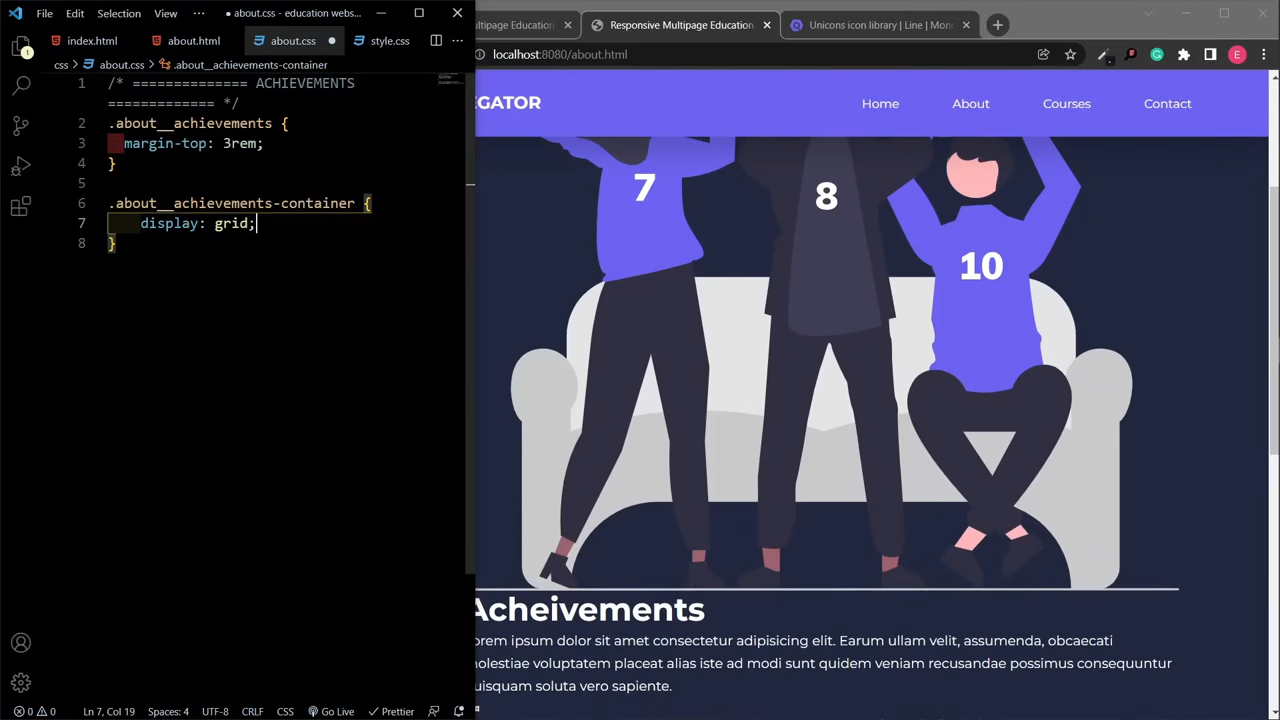 File Edit Selection View ··· ● about.css - education webs...
index.html about.html about.css ● style.css ···
css > about.css > .about__achievements-container
1 /* ============== ACHIEVEMENTS
============= */
2 .about__achievements {
3 margin-top: 3rem;
4 }
5
6 .about__achievements-container {
7 display: grid;
8 }
1
0 0 Ln 7, Col 19 Spaces: 4 UTF-8 CRLF CSS Go Live Prettier
ltipage Education Responsive Multipage Education Unicons icon library | Line | Mono
localhost:8080/about.html E
EGATOR Home About Courses Contact
7 8 10
Acheivements
orem ipsum dolor sit amet consectetur adipisicing elit. Earum ullam velit, assumenda, obcaecati
nolestiae voluptatem placeat alias iste ad modi sunt quidem veniam recusandae possimus consequuntur
uisquam soluta vero sapiente.